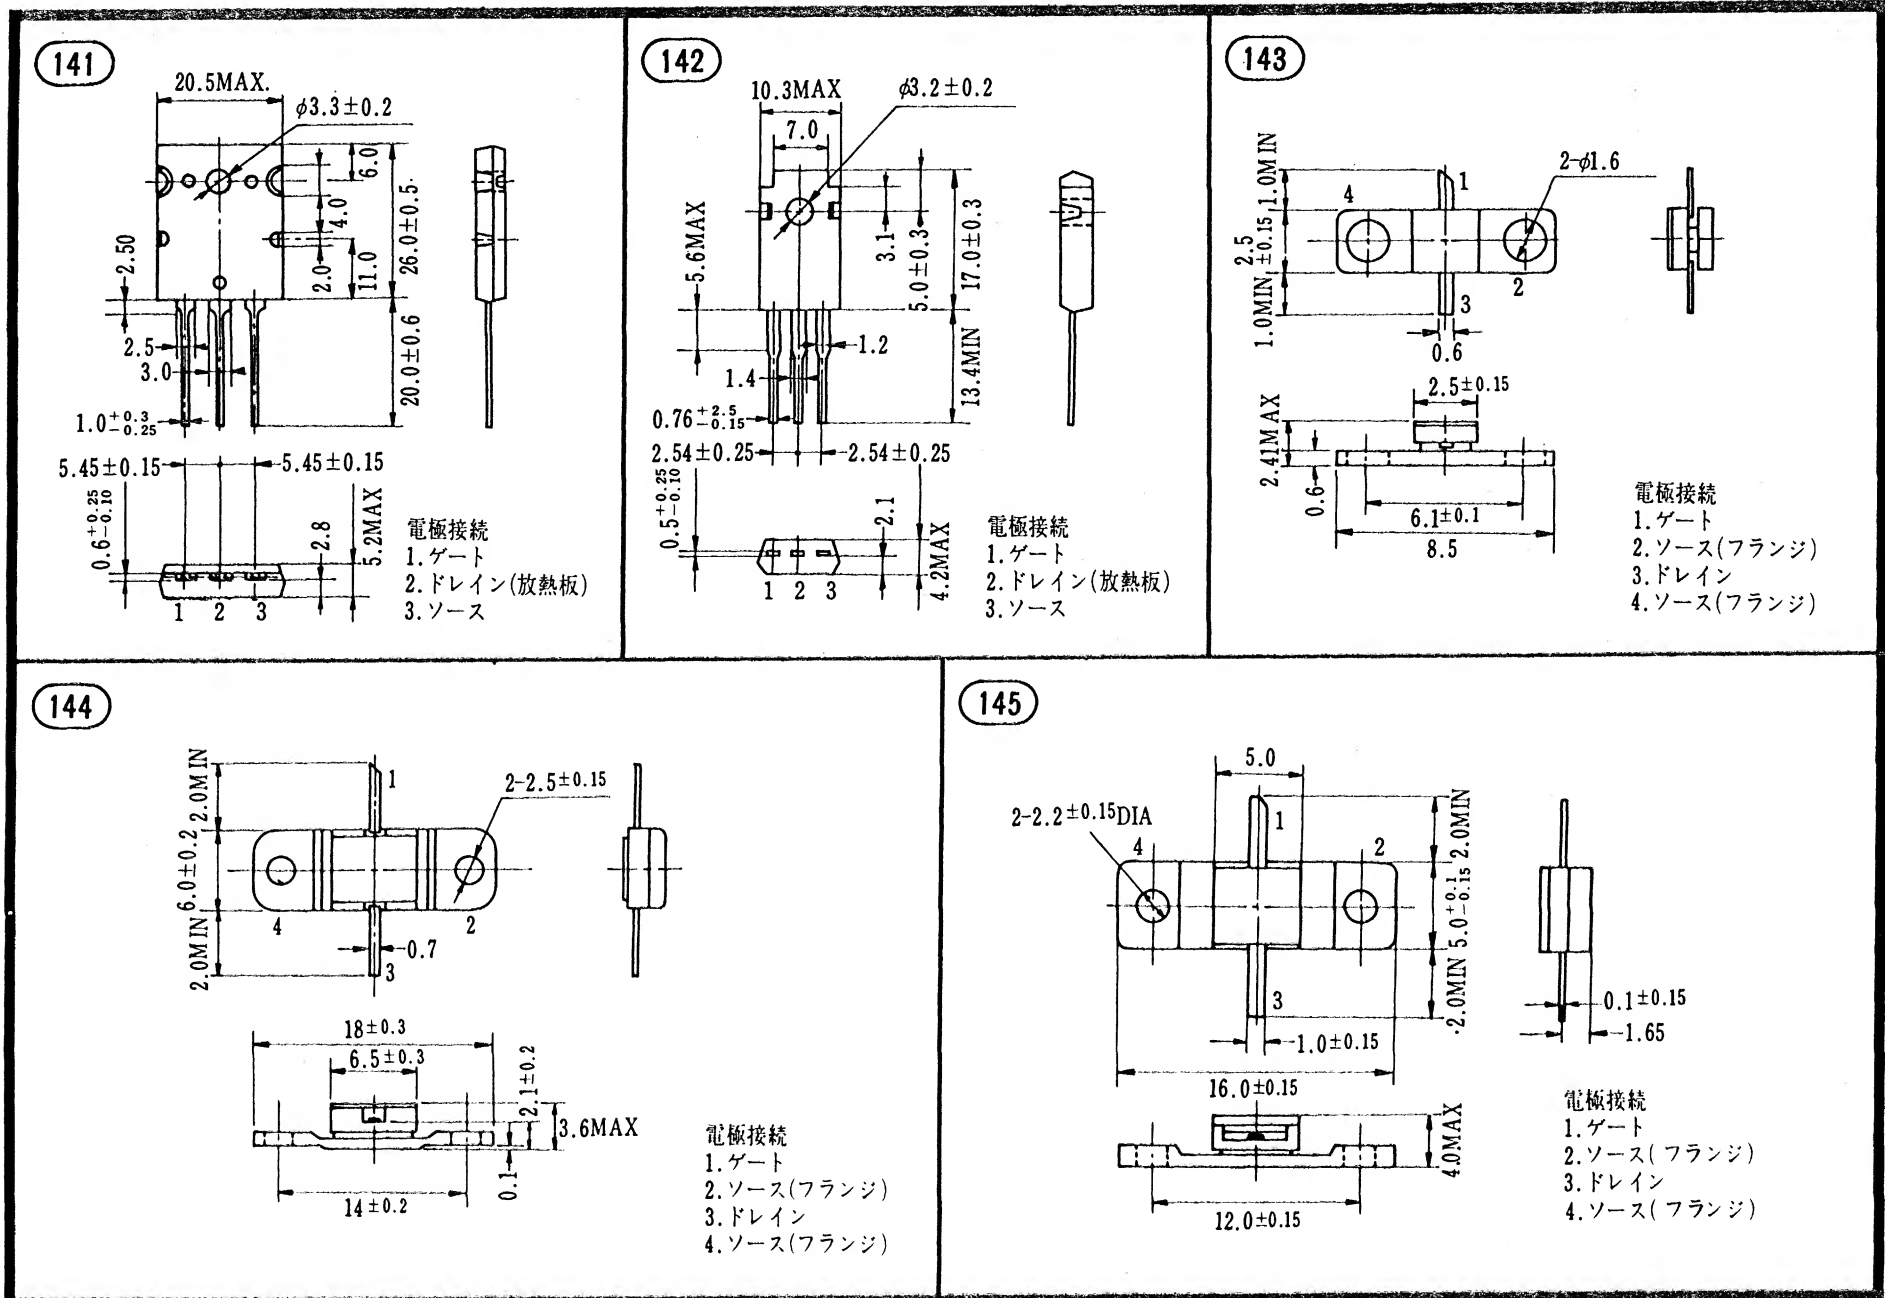 141
20.5MAX.
φ3.3±0.2
6.0
4.0
26.0±0.5
2.50
2.0
11.0
2.5
3.0
20.0±0.6
1.0+0.3-0.25
5.45±0.15
5.45±0.15
0.6+0.25-0.10
2.8
5.2MAX
1 2 3
電極接続
1.ゲート
2.ドレイン(放熱板)
3.ソース
142
10.3MAX
φ3.2±0.2
7.0
5.6MAX
3.1
5.0±0.3
17.0±0.3
1.2
1.4
13.4MIN
0.76+2.5-0.15
2.54±0.25
2.54±0.25
0.5+0.25-0.10
2.1
4.2MAX
1 2 3
電極接続
1.ゲート
2.ドレイン(放熱板)
3.ソース
143
1.0MIN
2-φ1.6
4
1
2.5±0.15
2
1.0MIN
3
0.6
2.5±0.15
2.41MAX
0.6
6.1±0.1
8.5
電極接続
1.ゲート
2.ソース(フランジ)
3.ドレイン
4.ソース(フランジ)
144
2.0MIN
1
2-2.5±0.15
6.0±0.2
4
2
2.0MIN
0.7
3
18±0.3
6.5±0.3
2.1±0.2
3.6MAX
0.1
14±0.2
電極接続
1.ゲート
2.ソース(フランジ)
3.ドレイン
4.ソース(フランジ)
145
5.0
2-2.2±0.15DIA
1
2.0MIN
4
2
5.0+0.1-0.15
2.0MIN
3
1.0±0.15
0.1±0.15
1.65
16.0±0.15
4.0MAX
12.0±0.15
電極接続
1.ゲート
2.ソース(フランジ)
3.ドレイン
4.ソース(フランジ)